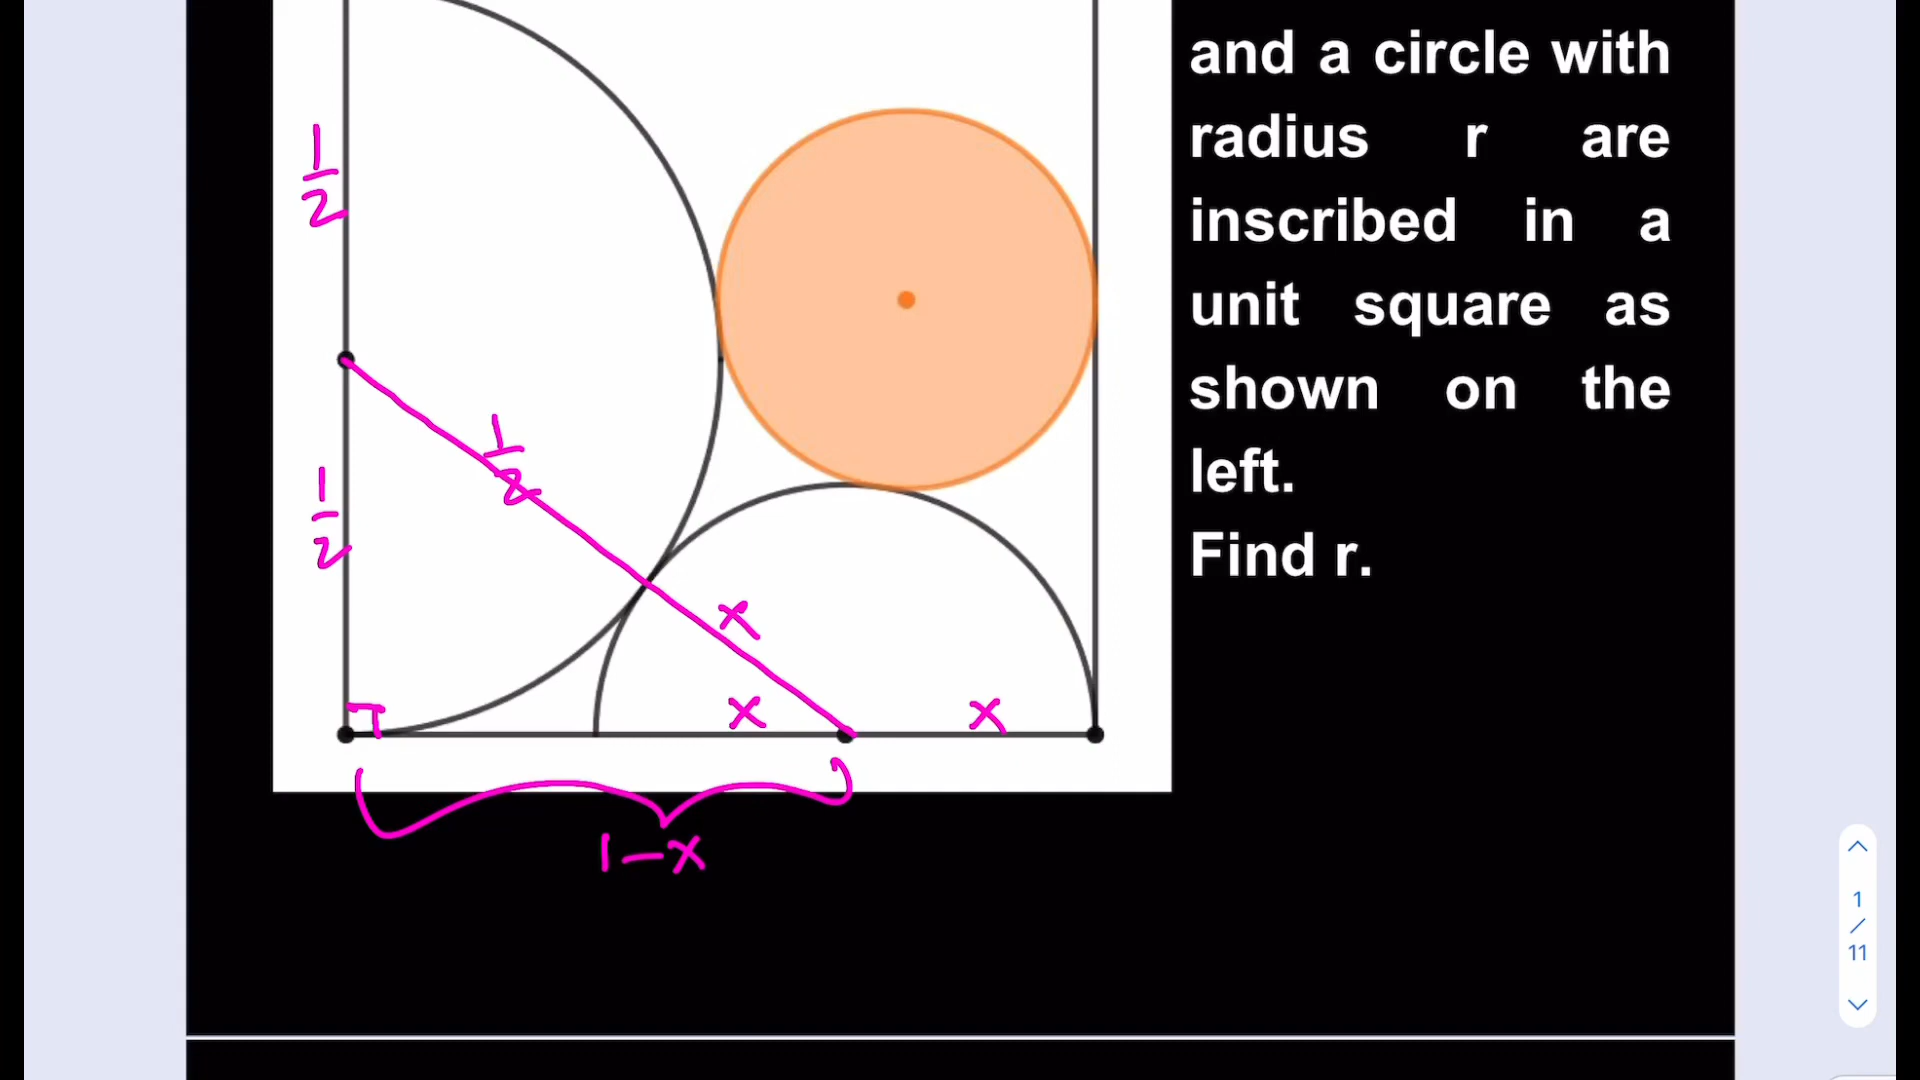 and a circle with
radius r are
inscribed in a
unit square as
shown on the
left.
Find r.
1/2
1/2
1/2
x
x
x
1-x
1
/
11